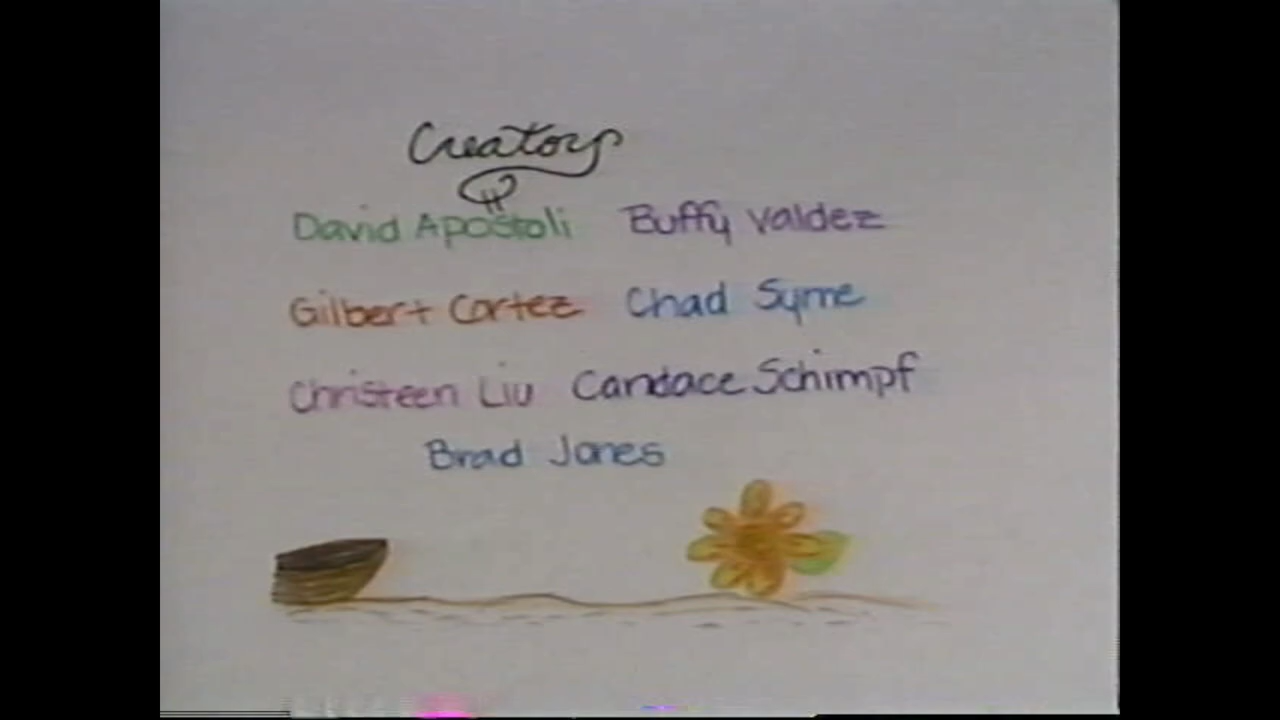 Creators
David Apostoli Buffy Valdez
Gilbert Cortez Chad Syme
Christeen Liu Candace Schimpf
Brad Jones